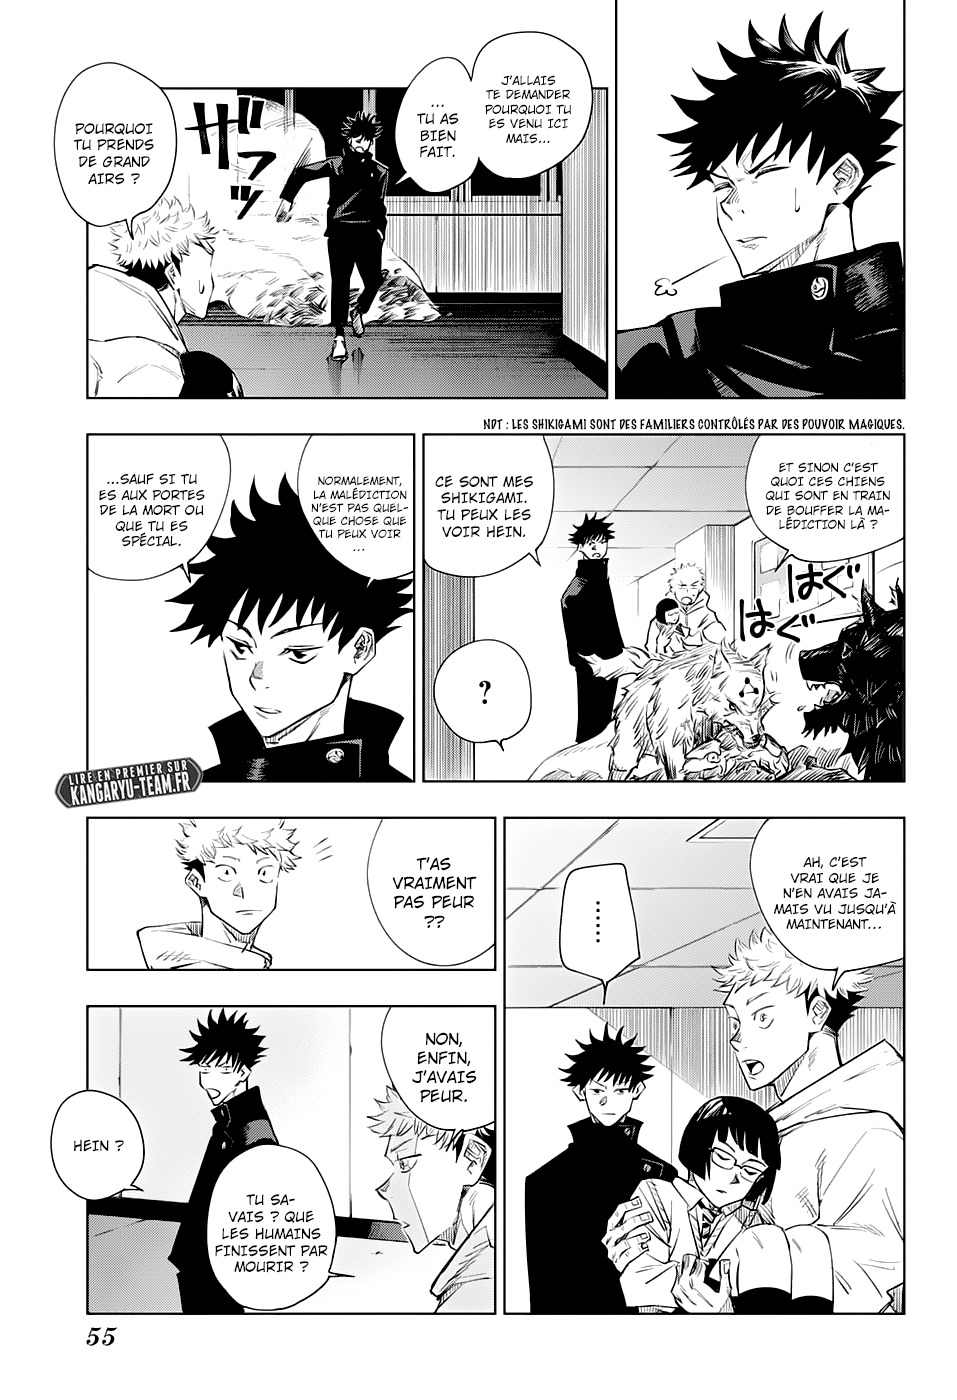 J'ALLAIS
TE DEMANDER
POURQUOI TU
ES VENU ICI
MAIS...
...
TU AS
BIEN
FAIT.
ザッ
ザッ
POURQUOI
TU PRENDS
DE GRAND
AIRS ?
NDT : LES SHIKIGAMI SONT DES FAMILIERS CONTRÔLÉS PAR DES POUVOIR MAGIQUES.
ET SINON C'EST
QUOI CES CHIENS
QUI SONT EN TRAIN
DE BOUFFER LA MA-
LÉDICTION LÀ ?
CE SONT MES
SHIKIGAMI.
TU PEUX LES
VOIR HEIN.
はぐ
はぐ
?
NORMALEMENT,
LA MALÉDICTION
N'EST PAS QUEL-
QUE CHOSE QUE
TU PEUX VOIR
...
...SAUF SI TU
ES AUX PORTES
DE LA MORT OU
QUE TU ES
SPÉCIAL.
LIRE EN PREMIER SUR
KANGARYU-TEAM.FR
AH, C'EST
VRAI QUE JE
N'EN AVAIS JA-
MAIS VU JUSQU'À
MAINTENANT...
......
T'AS
VRAIMENT
PAS PEUR
??
NON,
ENFIN,
J'AVAIS
PEUR.
HEIN ?
TU SA-
VAIS ? QUE
LES HUMAINS
FINISSENT PAR
MOURIR ?
55